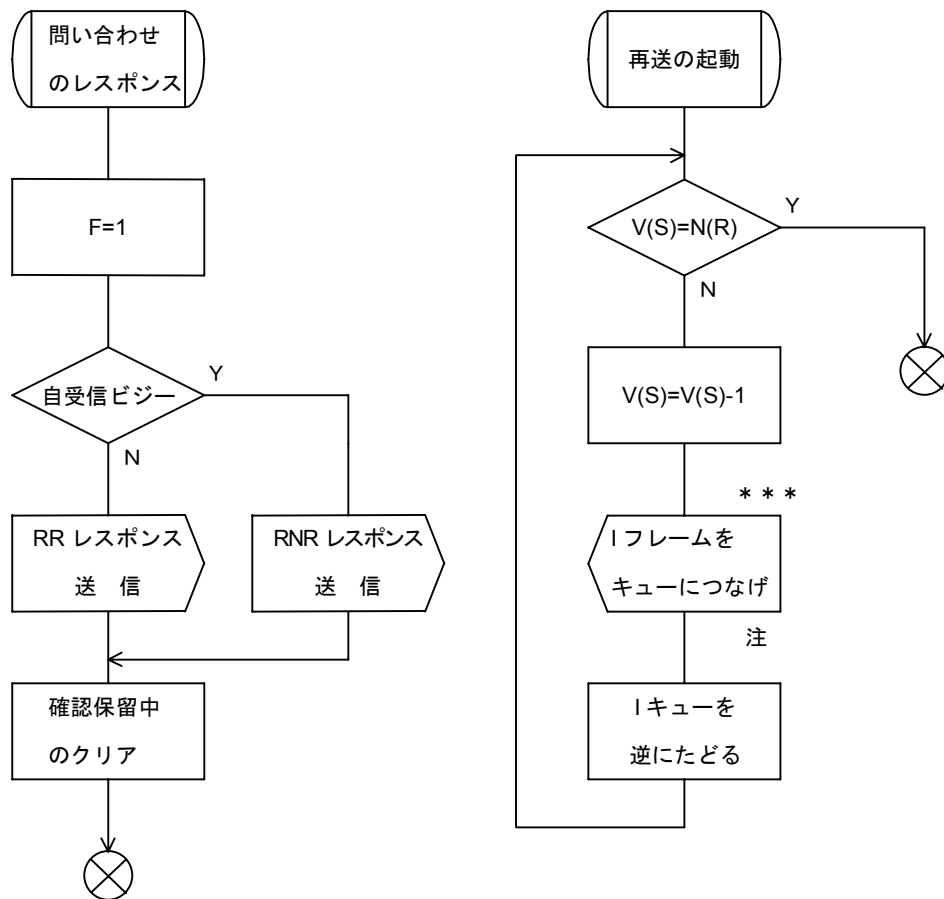 問い合わせ
のレスポンス
F=1
自受信ビジー
Y
N
RR レスポンス
送 信
RNR レスポンス
送 信
確認保留中
のクリア
再送の起動
V(S)=N(R)
Y
N
V(S)=V(S)-1
* * *
I フレームを
キューにつなげ
注
I キューを
逆にたどる